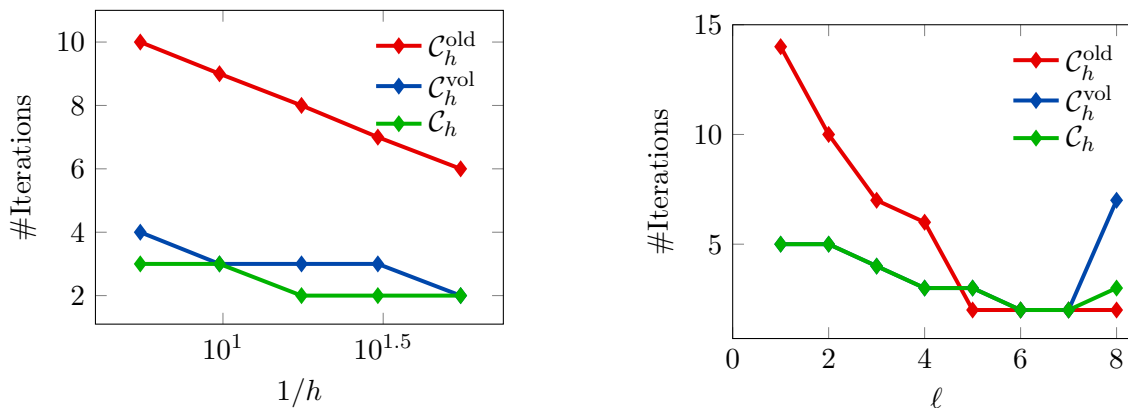 10
8
6
4
2
10^1
10^1.5
1/h
#Iterations
𝒞_h^old
𝒞_h^vol
𝒞_h
15
10
5
0
2
4
6
8
ℓ
#Iterations
𝒞_h^old
𝒞_h^vol
𝒞_h